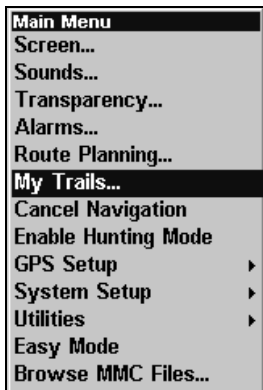 Main Menu
Screen...
Sounds...
Transparency...
Alarms...
Route Planning...
My Trails...
Cancel Navigation
Enable Hunting Mode
GPS Setup
System Setup
Utilities
Easy Mode
Browse MMC Files...